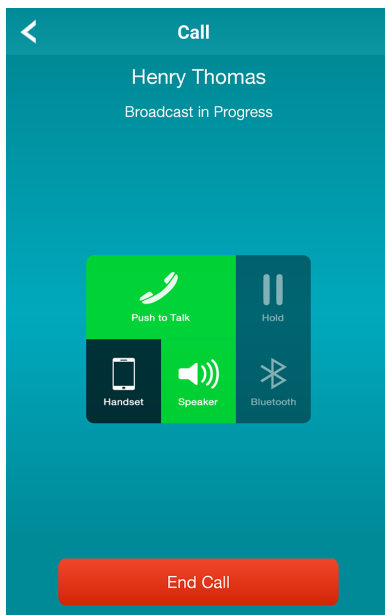 Call
Henry Thomas
Broadcast in Progress
Push to Talk
Hold
Handset
Speaker
Bluetooth
End Call